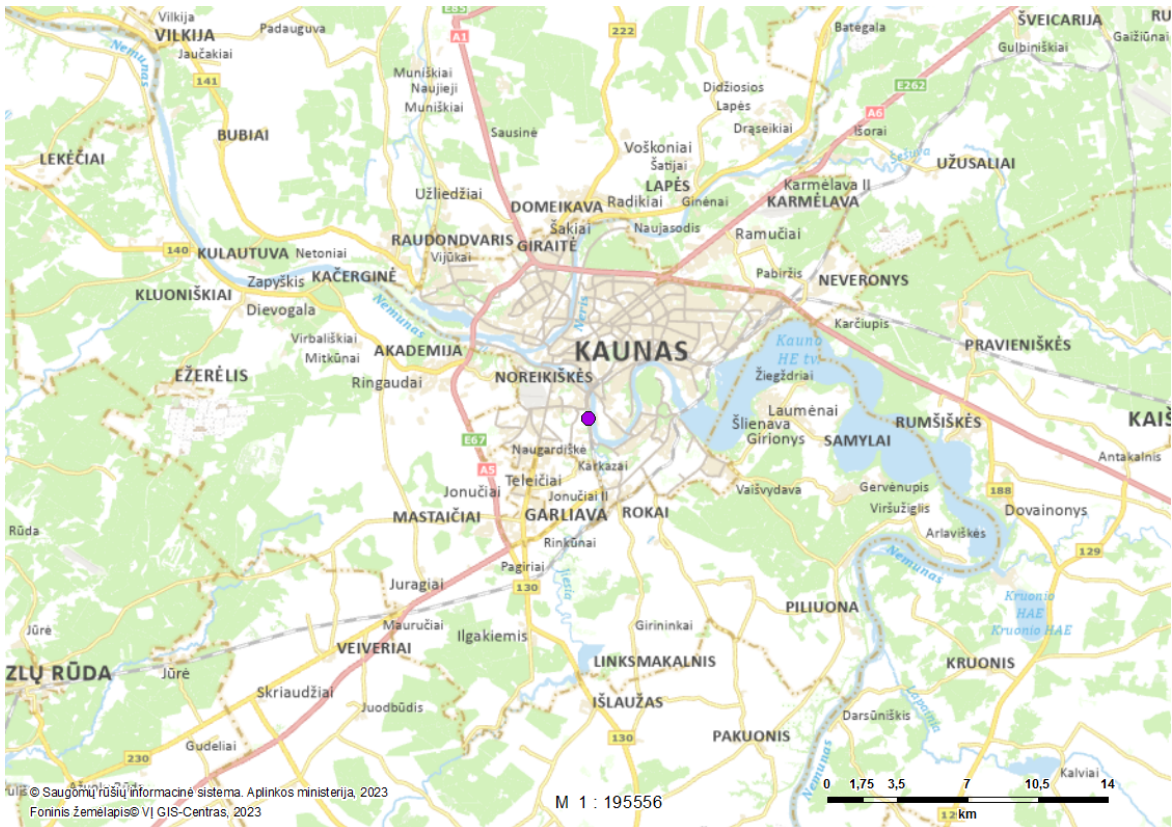 Vilkija
VILKIJA
Padauguva
Jaučakiai
Nemunas
E85
A1
222
Batėgala
ŠVEICARIJA
RU
Gaižiūnai
Gulbiniškiai
141
Muniškiai
Naujieji
Muniškiai
Didžiosios
Lapės
E262
A6
BUBIAI
Sausinė
Drąseikiai
Išorai
LEKĖČIAI
Voškoniai
Šatijai
Šešuva
UŽUSALIAI
Užliedžiai
LAPĖS
Karmėlava II
KARMĖLAVA
DOMEIKAVA
Radikiai
Ginėnai
Šakiai
Naujasodis
Ramučiai
140
KULAUTUVA
Netoniai
RAUDONDVARIS
GIRAITĖ
Vijūkai
Zapyškis
KAČERGINĖ
Pabiržis
NEVERONYS
KLUONIŠKIAI
Dievogala
Nemunas
Neris
Karčiupis
Virbališkiai
Mitkūnai
AKADEMIJA
KAUNAS
Kauno
HE tv.
PRAVIENIŠKĖS
EŽERĖLIS
Ringaudai
NOREIKIŠKĖS
Žiegždriai
Laumėnai
Šlienava
Girionys
RUMŠIŠKĖS
KAIŠ
SAMYLAI
E67
A5
Naugardiškė
Karkazai
Antakalnis
Teleičiai
Jonučiai
Jonučiai II
Vaišvydava
Gervėnupis
188
MASTAIČIAI
GARLIAVA
ROKAI
Viršužiglis
Dovainonys
Rūda
Rinkūnai
Arlaviškės
129
Pagiriai
Nemunas
Juragiai
130
Jiesia
Kruonio
HAE
Kruonio HAE
PILIUONA
Jūrė
Mauručiai
Ilgakiemis
Girininkai
VEIVERIAI
ZLŲ RŪDA
Jūrė
LINKSMAKALNIS
KRUONIS
Skriaudžiai
Juodbūdis
IŠLAUŽAS
Lapainia
Darsūniškis
Gudeliai
130
PAKUONIS
230
Nemunas
Kalviai
© Saugomų rūšių informacinė sistema. Aplinkos ministerija, 2023
Foninis žemėlapis© VĮ GIS-Centras, 2023
M 1 : 195556
0 1,75 3,5 7 10,5 14
km